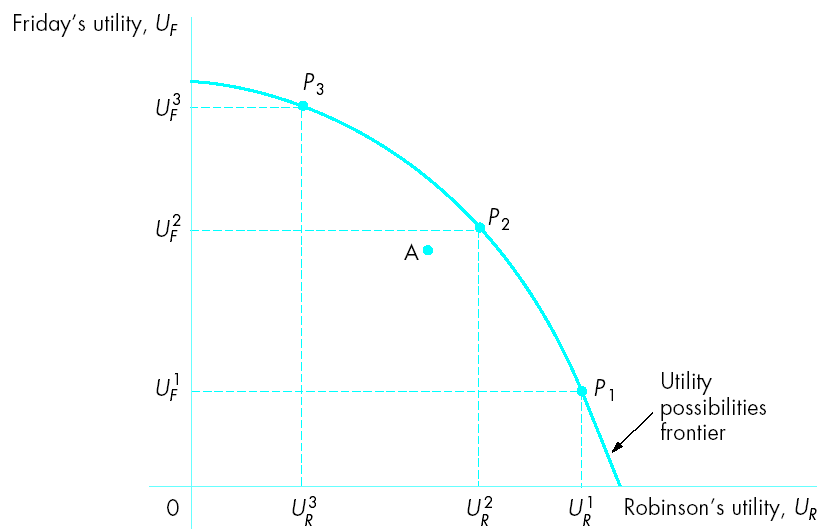 Friday's utility, U_F
P_3
U_F^3
P_2
U_F^2
A
U_F^1
P_1
Utility
possibilities
frontier
0
U_R^3
U_R^2
U_R^1
Robinson's utility, U_R